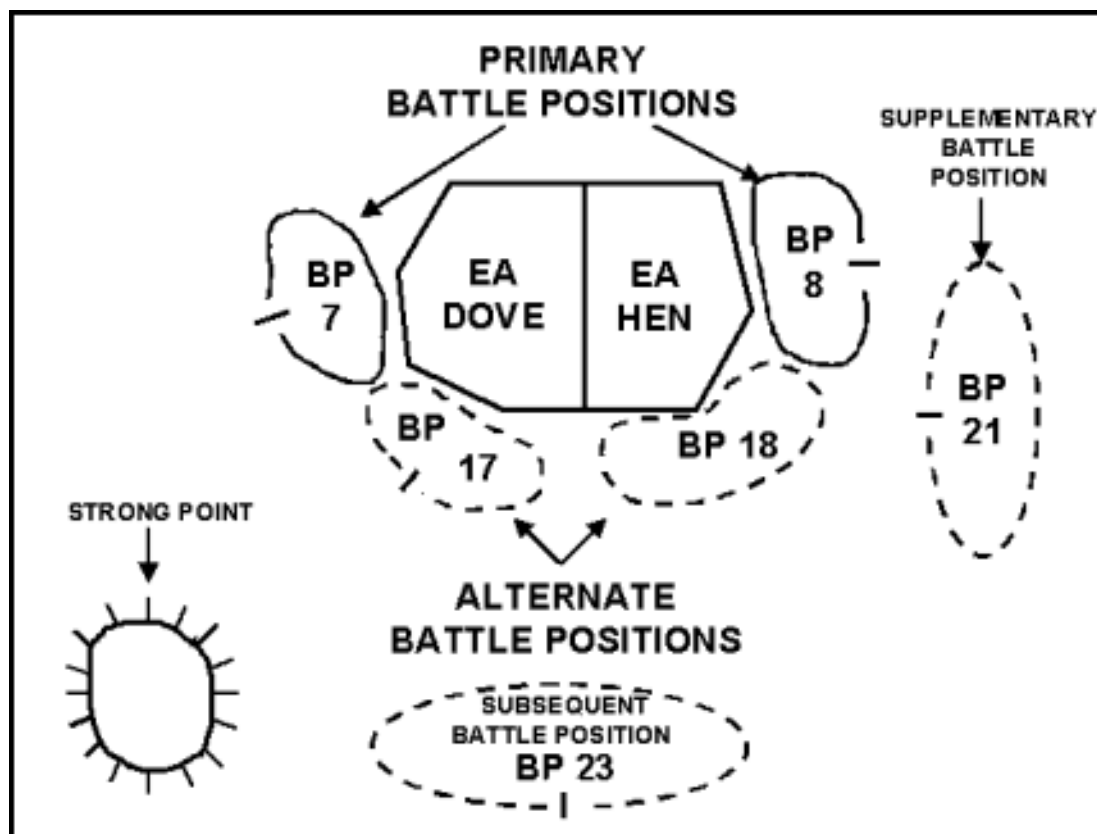 PRIMARY
BATTLE POSITIONS
SUPPLEMENTARY
BATTLE
POSITION
BP
7
EA
DOVE
EA
HEN
BP
8
BP
17
BP 18
BP
21
STRONG POINT
ALTERNATE
BATTLE POSITIONS
SUBSEQUENT
BATTLE POSITION
BP 23